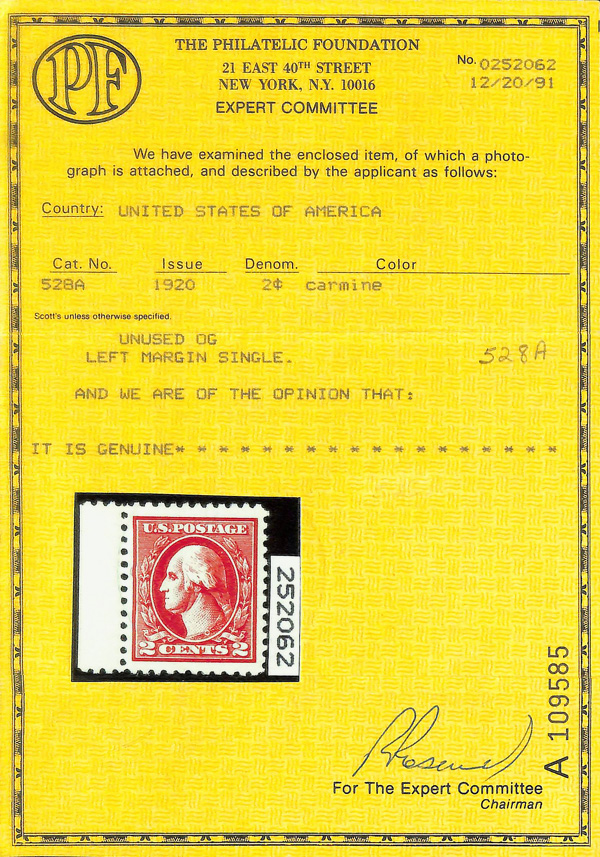 PF
THE PHILATELIC FOUNDATION
21 EAST 40TH STREET
NEW YORK, N.Y. 10016
EXPERT COMMITTEE
No. 0252062
12/20/91
We have examined the enclosed item, of which a photo-
graph is attached, and described by the applicant as follows:
Country: UNITED STATES OF AMERICA
Cat. No. Issue Denom. Color
528A 1920 2¢ carmine
Scott's unless otherwise specified.
UNUSED OG
LEFT MARGIN SINGLE.
528A
AND WE ARE OF THE OPINION THAT:
IT IS GENUINE* * * * * * * * * * * * * * * * * *
U.S. POSTAGE
2 CENTS 2
252062
A 109585
For The Expert Committee
Chairman